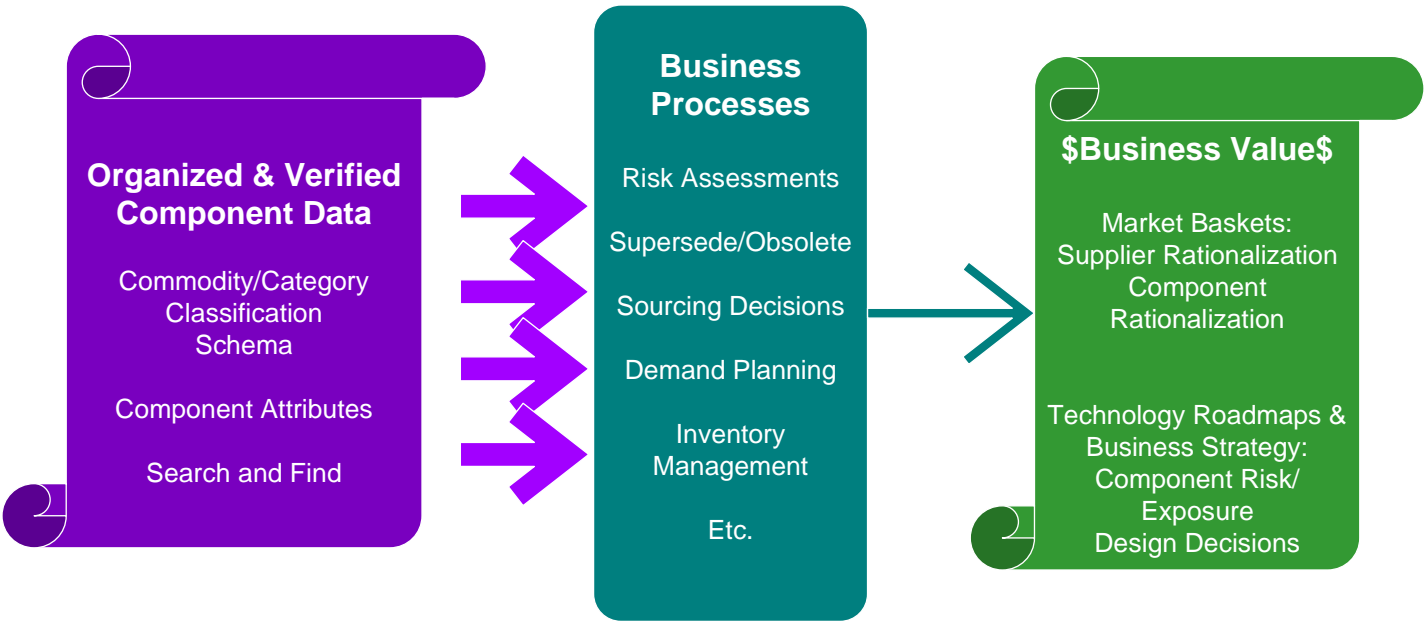 Organized & Verified
Component Data
Commodity/Category
Classification
Schema
Component Attributes
Search and Find
Business
Processes
Risk Assessments
Supersede/Obsolete
Sourcing Decisions
Demand Planning
Inventory
Management
Etc.
$Business Value$
Market Baskets:
Supplier Rationalization
Component
Rationalization
Technology Roadmaps &
Business Strategy:
Component Risk/
Exposure
Design Decisions